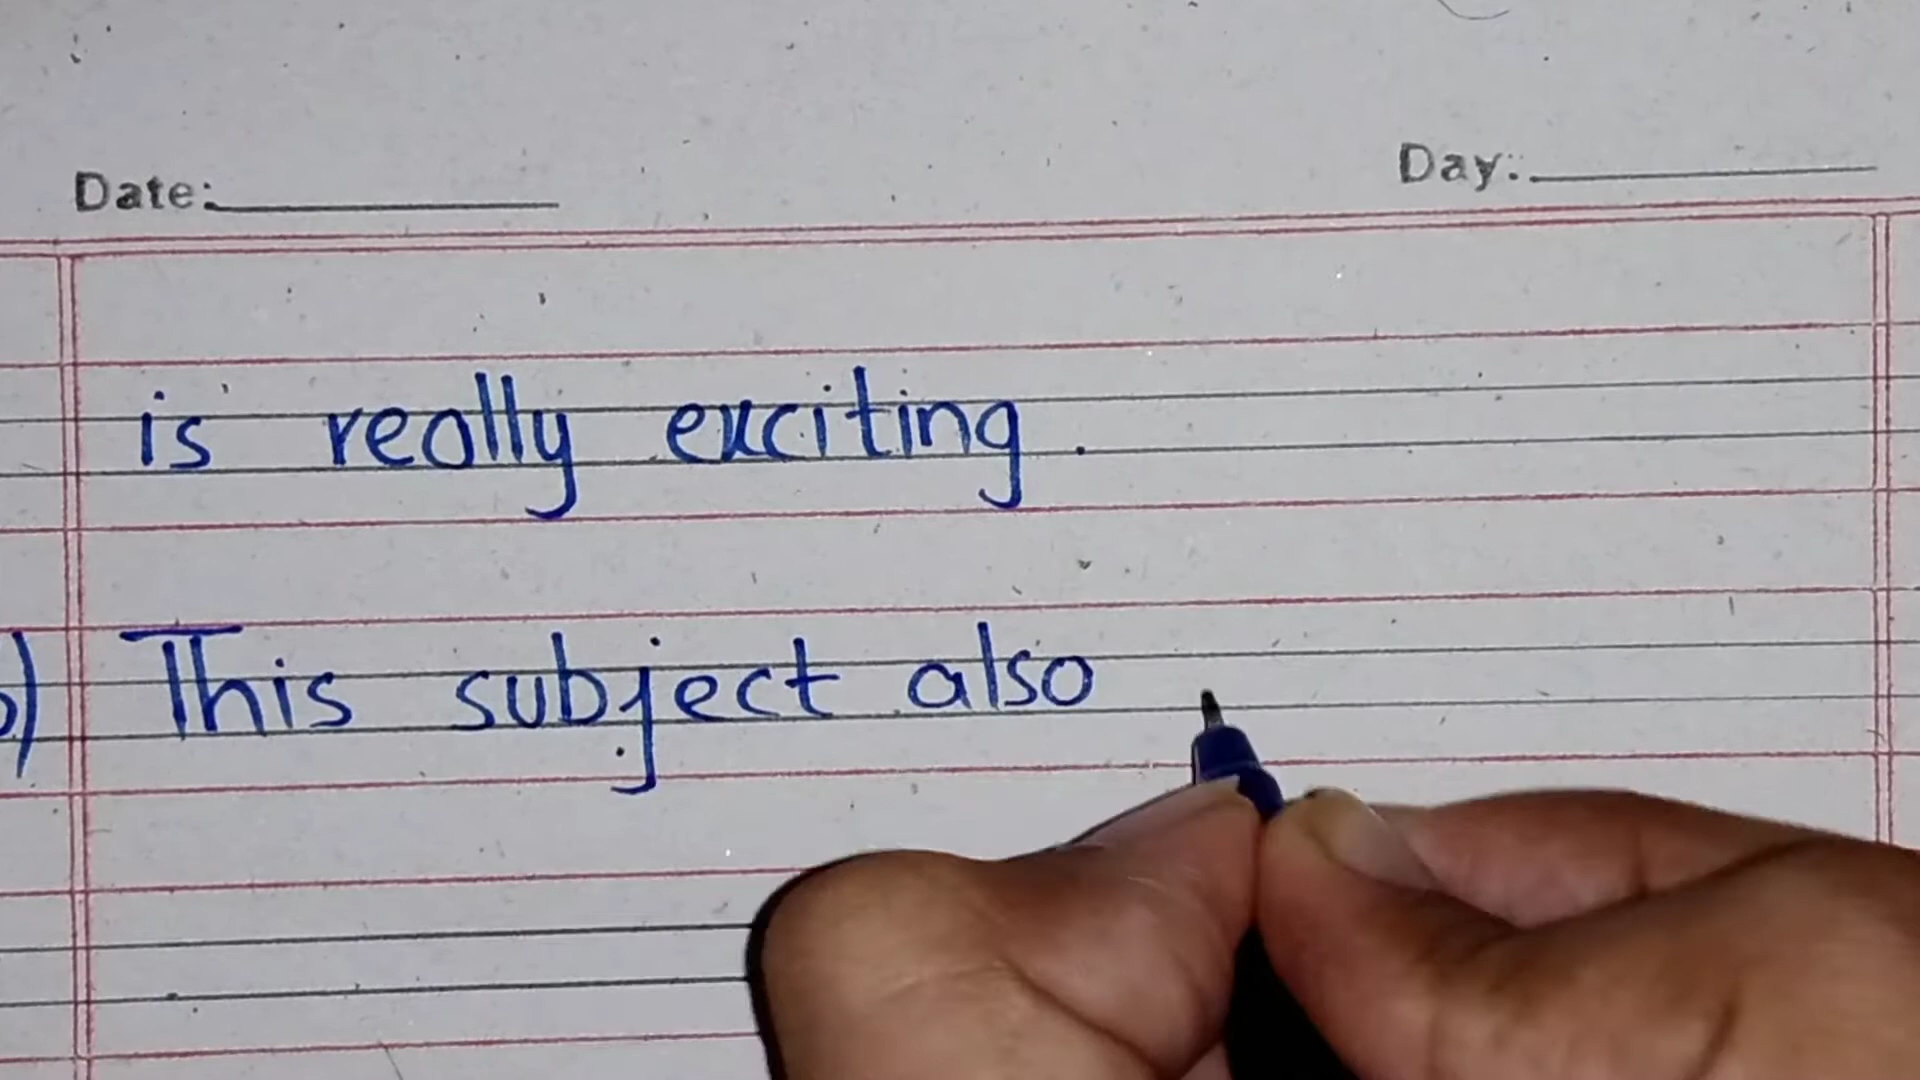 Date: Day:
is really exciting.
) This subject also